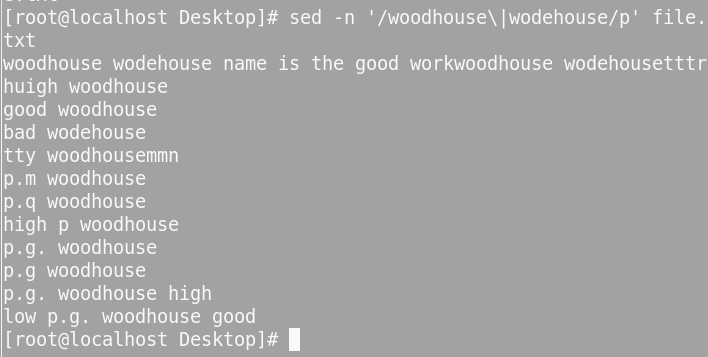 [root@localhost Desktop]# sed -n '/woodhouse\|wodehouse/p' file.
txt
woodhouse wodehouse name is the good workwoodhouse wodehousetttr
huigh woodhouse
good woodhouse
bad wodehouse
tty woodhousemmn
p.m woodhouse
p.q woodhouse
high p woodhouse
p.g. woodhouse
p.g woodhouse
p.g. woodhouse high
low p.g. woodhouse good
[root@localhost Desktop]#